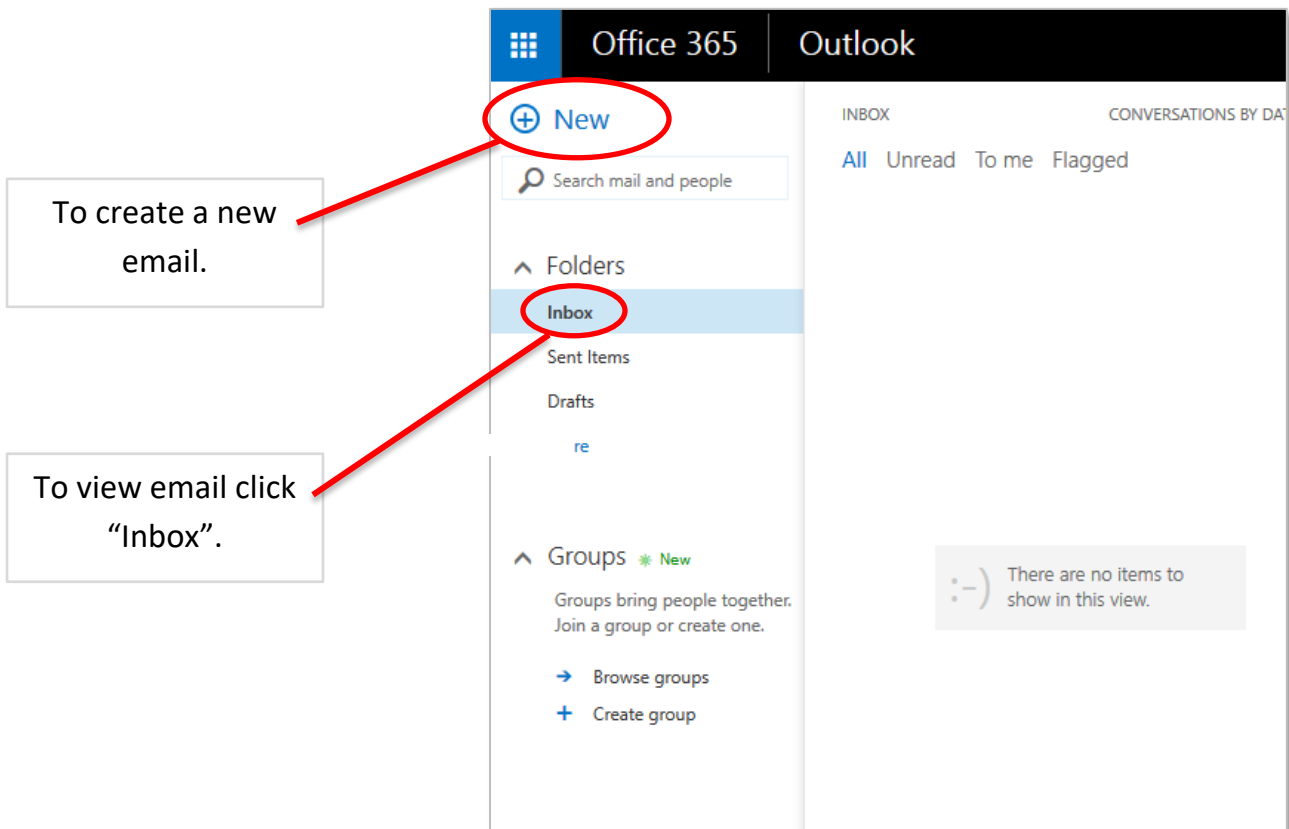 Office 365 Outlook
New
Search mail and people
INBOX CONVERSATIONS BY DAT
All Unread To me Flagged
To create a new
email.
Folders
Inbox
Sent Items
Drafts
re
To view email click
“Inbox”.
Groups New
Groups bring people together.
Join a group or create one.
Browse groups
Create group
:-) There are no items to
show in this view.